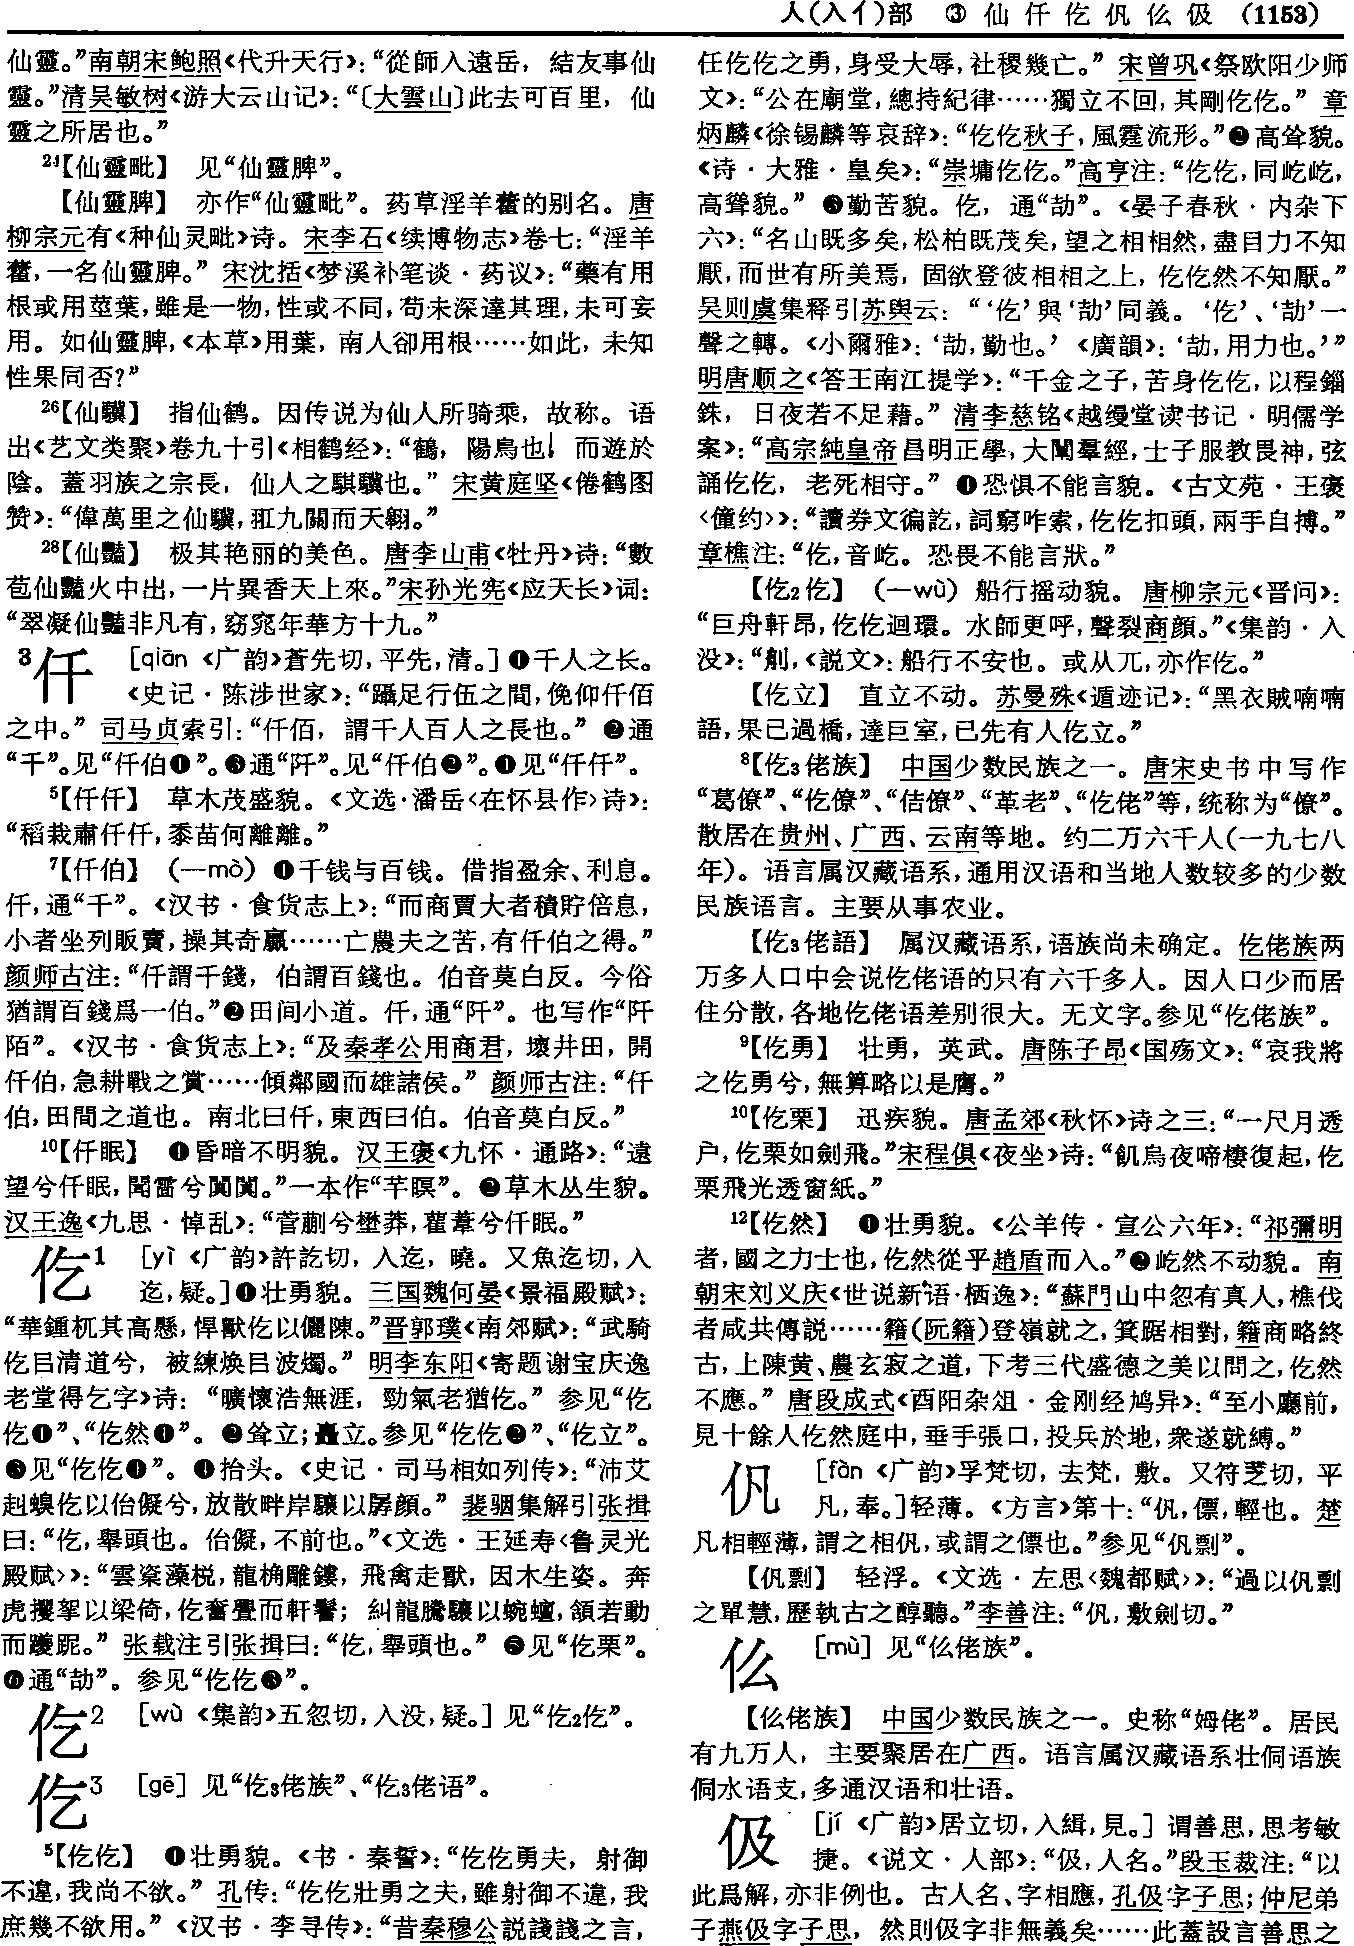 人(入亻)部 ③ 仙仟仡㐽㐻伋 (1153)
仙靈。”南朝宋鲍照《代升天行》：“從師入遠岳，結友事仙
靈。”清吴敏树《游大云山记》：“〔大雲山〕此去可百里，仙
靈之所居也。”
24【仙靈毗】 见“仙靈脾”。
【仙靈脾】 亦作“仙靈毗”。药草淫羊藿的别名。唐
柳宗元有《种仙灵毗》诗。宋李石《续博物志》卷七：“淫羊
藿，一名仙靈脾。”宋沈括《梦溪补笔谈·药议》：“藥有用
根或用莖葉，雖是一物，性或不同，苟未深達其理，未可妄
用。如仙靈脾，《本草》用葉，南人卻用根……如此，未知
性果同否？”
26【仙驥】 指仙鹤。因传说为仙人所骑乘，故称。语
出《艺文类聚》卷九十引《相鹤经》：“鶴，陽鳥也，而遊於
陰。蓋羽族之宗長，仙人之騏驥也。”宋黄庭坚《倦鹤图
赞》：“偉萬里之仙驥，羾九關而天翱。”
28【仙豔】 极其艳丽的美色。唐李山甫《牡丹》诗：“數
苞仙豔火中出，一片異香天上來。”宋孙光宪《应天长》词：
“翠凝仙豔非凡有，窈窕年華方十九。”
3仟 [qiān 《广韵》蒼先切，平先，清。]❶千人之长。
《史记·陈涉世家》：“躡足行伍之間，俛仰仟佰
之中。”司马贞索引：“仟佰，謂千人百人之長也。”❷通
“千”。见“仟伯❶”。❸通“阡”。见“仟伯❷”。❹见“仟仟”。
5【仟仟】 草木茂盛貌。《文选·潘岳〈在怀县作〉诗》：
“稻栽肅仟仟，黍苗何離離。”
7【仟伯】 (—mò) ❶千钱与百钱。借指盈余、利息。
仟，通“千”。《汉书·食货志上》：“而商賈大者積貯倍息，
小者坐列販賣，操其奇贏……亡農夫之苦，有仟伯之得。”
颜师古注：“仟謂千錢，伯謂百錢也。伯音莫白反。今俗
猶謂百錢爲一伯。”❷田间小道。仟，通“阡”。也写作“阡
陌”。《汉书·食货志上》：“及秦孝公用商君，壞井田，開
仟伯，急耕戰之賞……傾鄰國而雄諸侯。”颜师古注：“仟
伯，田間之道也。南北曰仟，東西曰伯。伯音莫白反。”
10【仟眠】 ❶昏暗不明貌。汉王褒《九怀·通路》：“遠
望兮仟眠，聞雷兮闐闐。”一本作“芊瞑”。❷草木丛生貌。
汉王逸《九思·悼乱》：“菅蒯兮壄莽，雚葦兮仟眠。”
仡1 [yì 《广韵》許訖切，入迄，曉。又魚迄切，入
迄，疑。]❶壮勇貌。三国魏何晏《景福殿赋》：
“華鍾杌其高懸，悍獸仡以儷陳。”晋郭璞《南郊赋》：“武騎
仡㠯清道兮，被練焕㠯波燭。”明李东阳《寄题谢宝庆逸
老堂得乞字》诗：“曠懷浩無涯，勁氣老猶仡。”参见“仡
仡❶”、“仡然❶”。❷耸立；矗立。参见“仡仡❷”、“仡立”。
❸见“仡仡❹”。❹抬头。《史记·司马相如列传》：“沛艾
赳螑仡以佁儗兮，放散畔岸驤以孱顔。”裴骃集解引张揖
曰：“仡，舉頭也。佁儗，不前也。”《文选·王延寿〈鲁灵光
殿赋〉》：“雲楶藻梲，龍桷雕鏤，飛禽走獸，因木生姿。奔
虎攫挐以梁倚，仡奮亹而軒鬐；糾龍騰驤以蜿蟺，頷若動
而躨跜。”张载注引张揖曰：“仡，舉頭也。”❺见“仡栗”。
❻通“劼”。参见“仡仡❸”。
仡2 [wù 《集韵》五忽切，入没，疑。] 见“仡2仡”。
仡3 [gē] 见“仡3佬族”、“仡3佬语”。
5【仡仡】 ❶壮勇貌。《书·秦誓》：“仡仡勇夫，射御
不違，我尚不欲。”孔传：“仡仡壯勇之夫，雖射御不違，我
庶幾不欲用。”《汉书·李寻传》：“昔秦穆公説諓諓之言，
任仡仡之勇，身受大辱，社稷幾亡。”宋曾巩《祭欧阳少师
文》：“公在廟堂，總持紀律……獨立不回，其剛仡仡。”章
炳麟《徐锡麟等哀辞》：“仡仡秋子，風霆流形。”❷高耸貌。
《诗·大雅·皇矣》：“崇墉仡仡。”高亨注：“仡仡，同屹屹，
高聳貌。”❸勤苦貌。仡，通“劼”。《晏子春秋·内杂下
六》：“名山既多矣，松柏既茂矣，望之相相然，盡目力不知
厭，而世有所美焉，固欲登彼相相之上，仡仡然不知厭。”
吴则虞集释引苏舆云：“‘仡’與‘劼’同義。‘仡’、‘劼’一
聲之轉。《小爾雅》：‘劼，勤也。’《廣韻》：‘劼，用力也。’”
明唐顺之《答王南江提学》：“千金之子，苦身仡仡，以程錙
銖，日夜若不足藉。”清李慈铭《越缦堂读书记·明儒学
案》：“高宗純皇帝昌明正學，大闡羣經，士子服教畏神，弦
誦仡仡，老死相守。”❹恐惧不能言貌。《古文苑·王褒
〈僮约〉》：“讀券文徧訖，詞窮咋索，仡仡扣頭，兩手自搏。”
章樵注：“仡，音屹。恐畏不能言狀。”
【仡2仡】 (—wù) 船行摇动貌。唐柳宗元《晋问》：
“巨舟軒昂，仡仡迴環。水師更呼，聲裂商顔。”《集韵·入
没》：“𠜾，《説文》：船行不安也。或从兀，亦作仡。”
【仡立】 直立不动。苏曼殊《遁迹记》：“黑衣賊喃喃
語，果已過橋，達巨室，已先有人仡立。”
8【仡3佬族】 中国少数民族之一。唐宋史书中写作
“葛僚”、“仡僚”、“佶僚”、“革老”、“仡佬”等，统称为“僚”。
散居在贵州、广西、云南等地。约二万六千人(一九七八
年)。语言属汉藏语系，通用汉语和当地人数较多的少数
民族语言。主要从事农业。
【仡3佬語】 属汉藏语系，语族尚未确定。仡佬族两
万多人口中会说仡佬语的只有六千多人。因人口少而居
住分散，各地仡佬语差别很大。无文字。参见“仡佬族”。
9【仡勇】 壮勇，英武。唐陈子昂《国殇文》：“哀我將
之仡勇兮，無算略以是膺。”
10【仡栗】 迅疾貌。唐孟郊《秋怀》诗之三：“一尺月透
户，仡栗如劍飛。”宋程俱《夜坐》诗：“飢烏夜啼棲復起，仡
栗飛光透窗紙。”
12【仡然】 ❶壮勇貌。《公羊传·宣公六年》：“祁彌明
者，國之力士也，仡然從乎趙盾而入。”❷屹然不动貌。南
朝宋刘义庆《世说新语·栖逸》：“蘇門山中忽有真人，樵伐
者咸共傳説……籍(阮籍)登嶺就之，箕踞相對，籍商略終
古，上陳黄、農玄寂之道，下考三代盛德之美以問之，仡然
不應。”唐段成式《酉阳杂俎·金刚经鸠异》：“至小廳前，
見十餘人仡然庭中，垂手張口，投兵於地，衆遂就縛。”
㐽 [fàn 《广韵》孚梵切，去梵，敷。又符芝切，平
凡，奉。]轻薄。《方言》第十：“㐽，僄，輕也。楚
凡相輕薄，謂之相㐽，或謂之僄也。”参见“㐽剽”。
【㐽剽】 轻浮。《文选·左思〈魏都赋〉》：“過以㐽剽
之單慧，歷執古之醇聽。”李善注：“㐽，敷劍切。”
㐻 [mù] 见“㐻佬族”。
【㐻佬族】 中国少数民族之一。史称“姆佬”。居民
有九万人，主要聚居在广西。语言属汉藏语系壮侗语族
侗水语支，多通汉语和壮语。
伋 [jí 《广韵》居立切，入緝，見。] 谓善思，思考敏
捷。《说文·人部》：“伋，人名。”段玉裁注：“以
此爲解，亦非例也。古人名、字相應，孔伋字子思；仲尼弟
子燕伋字子思，然則伋字非無義矣……此蓋設言善思之